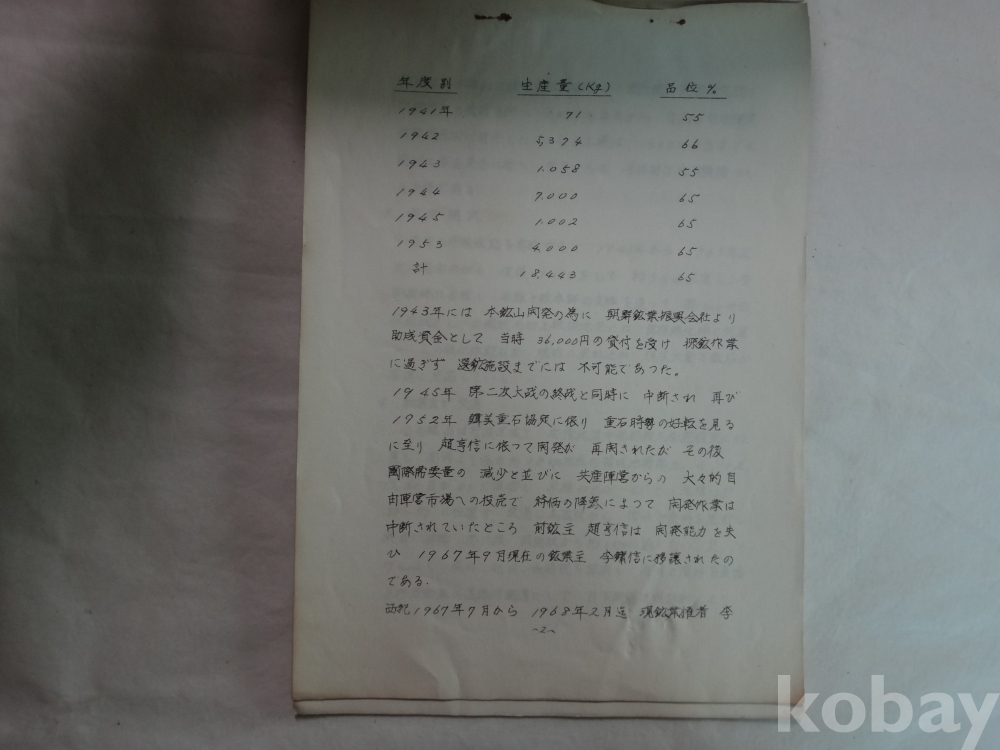 年度別 生産量(Kg) 品位%
1941年 71 55
1942 5,374 66
1943 1.058 55
1944 7.000 65
1945 1.002 65
1953 4.000 65
計 18,443 65
1943年には 本鉱山開発の為に 朝鮮鉱業振興会社より
助成資金として 当時 36,000円の貸付を受け 探鉱作業
に過ぎず 選鉱施設までには 不可能であつた。
1945年 第二次大戦の終戦と同時に 中断され 再び
1952年 韓美重石協定に依り 重石時勢の好転を見る
に至り 趙亨信に依つて開発が 再開されたが その後
国際需要量の 減少と並びに 共産陣営からの 大々的自
由陣営市場への投売で 時価の降落によつて 開発作業は
中断されていたところ 前鉱主 趙亨信は 開発能力を失
ひ 1967年9月現在の鉱業主 李 信に移譲されたの
である.
西紀1967年7月から 1968年2月迄 現鉱業権者 李
-2-
kobay